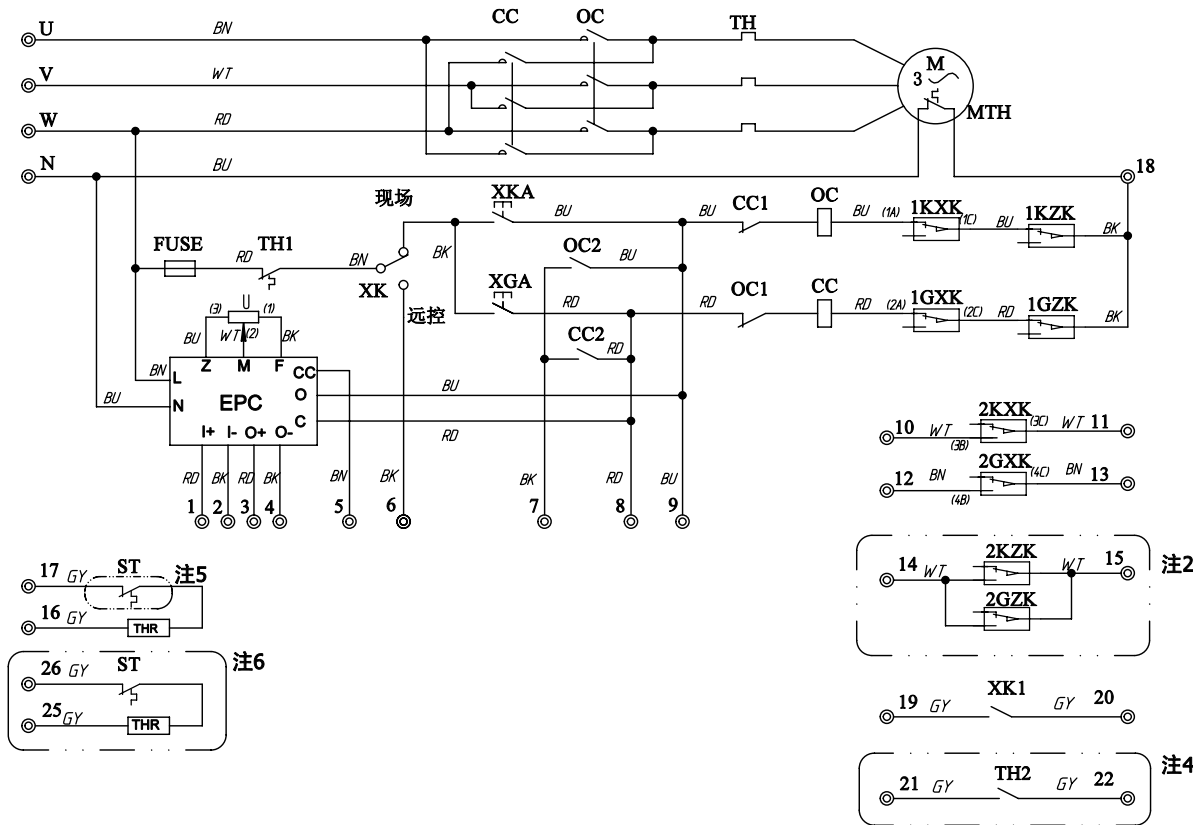 CC OC TH
U BN
V WT
W RD
N BU
M
3
MTH
18
现场 XKA BU BU CC1 OC BU (1A) 1KXK (1C) BU 1KZK BK
FUSE RD TH1 BN XK BK OC2 BU
远控 XGA RD RD OC1 CC RD (2A) 1GXK (2C) RD 1GZK BK
U
(3) (1)
BU WT (2) BK
CC2 RD
BN L Z M F CC
BU N EPC O BU
C RD
I+ I- O+ O-
RD BK RD BK BN BK BK RD BU
1 2 3 4 5 6 7 8 9
10 WT (3B) 2KXK (3C) WT 11
12 BN (4B) 2GXK (4C) BN 13
14 WT 2KZK WT 15 注2
2GZK
17 GY ST 注5
16 GY THR
26 GY ST 注6
25 GY THR
19 GY XK1 GY 20
21 GY TH2 GY 22 注4